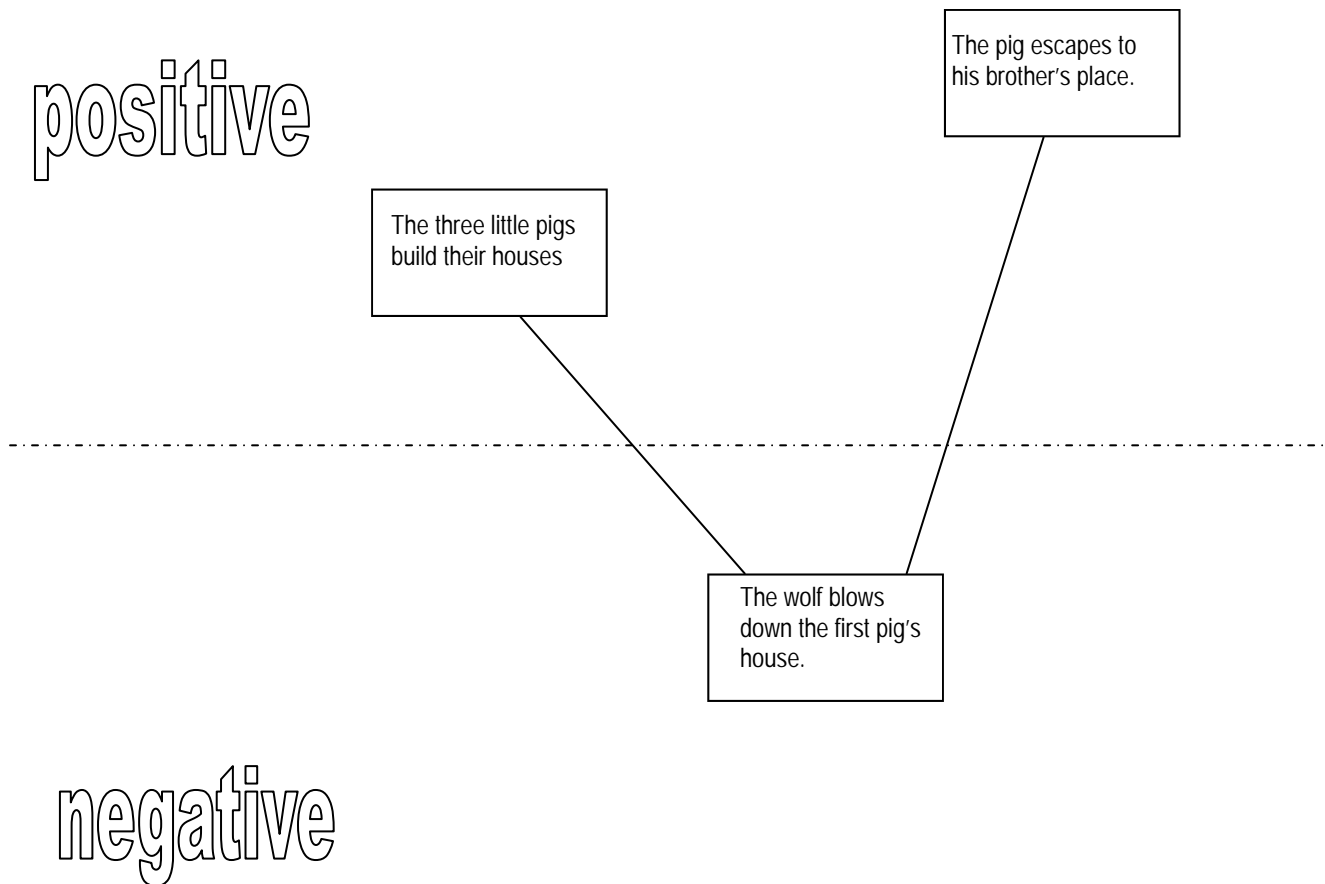 The pig escapes to
his brother's place.
positive
The three little pigs
build their houses
The wolf blows
down the first pig's
house.
negative